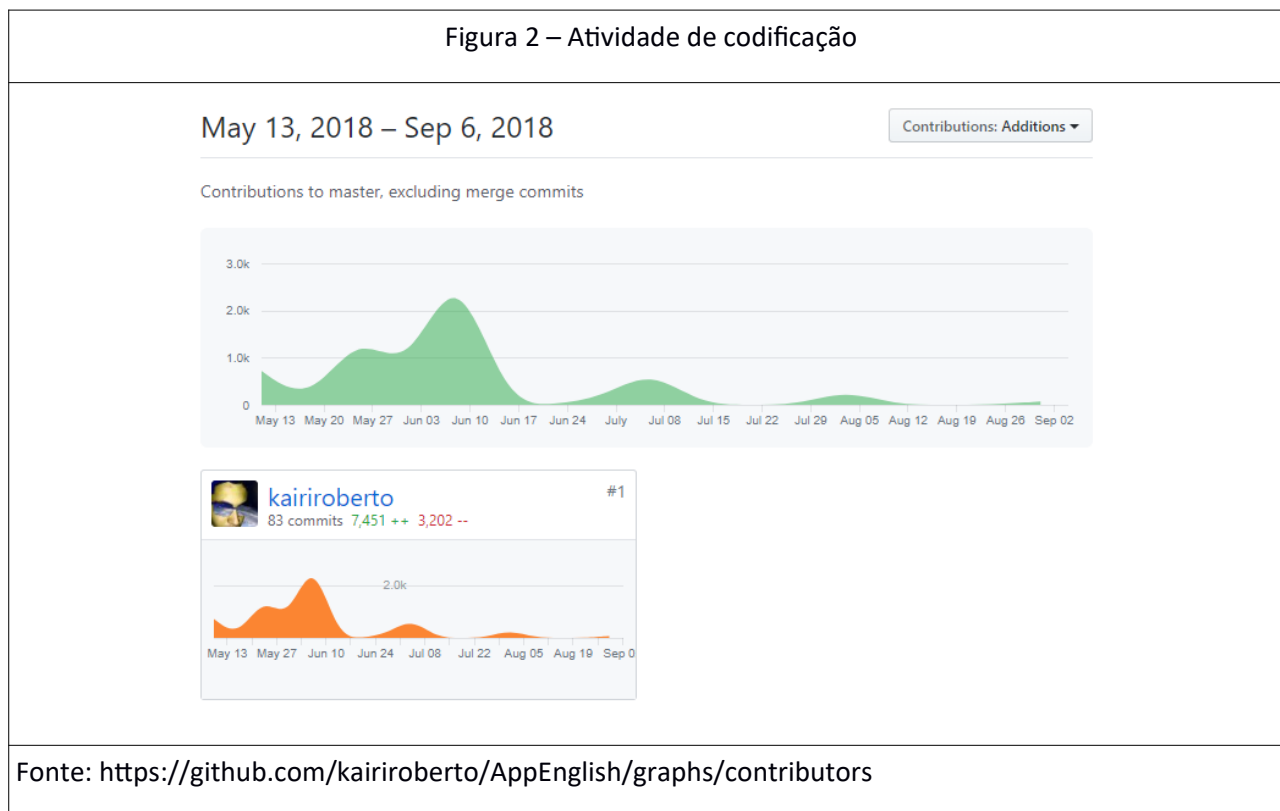 Figura 2 – Atividade de codificação
May 13, 2018 – Sep 6, 2018
Contributions: Additions
Contributions to master, excluding merge commits
3.0k
2.0k
1.0k
0
May 13 May 20 May 27 Jun 03 Jun 10 Jun 17 Jun 24 July Jul 08 Jul 15 Jul 22 Jul 29 Aug 05 Aug 12 Aug 19 Aug 26 Sep 02
kairiroberto
#1
83 commits 7,451 ++ 3,202 --
2.0k
May 13 May 27 Jun 10 Jun 24 Jul 08 Jul 22 Aug 05 Aug 19 Sep 0
Fonte: https://github.com/kairiroberto/AppEnglish/graphs/contributors